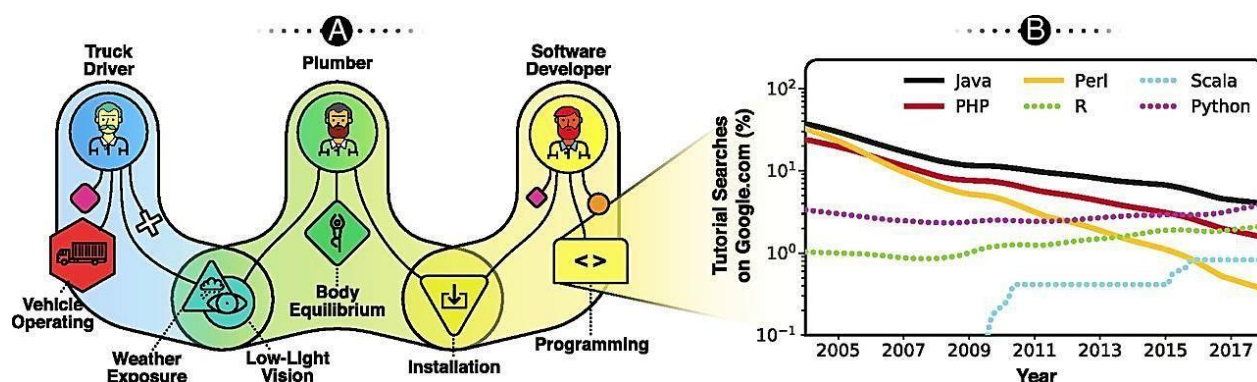 A
Truck
Driver
Plumber
Software
Developer
Vehicle
Operating
Weather
Exposure
Low-Light
Vision
Body
Equilibrium
Installation
<>
Programming
B
Java
PHP
Perl
R
Scala
Python
Tutorial Searches
on Google.com (%)
10²
10¹
10⁰
10⁻¹
2005
2007
2009
2011
2013
2015
2017
Year